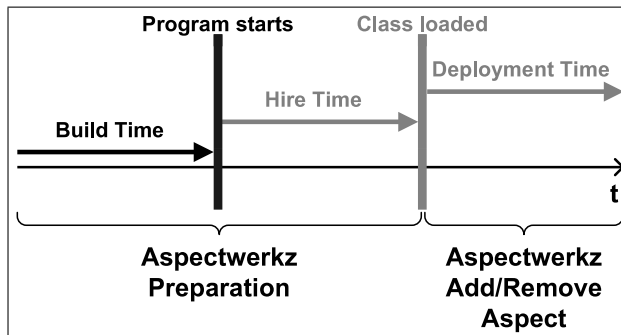 Program starts
Class loaded
Deployment Time
Hire Time
Build Time
t
Aspectwerkz
Preparation
Aspectwerkz
Add/Remove
Aspect